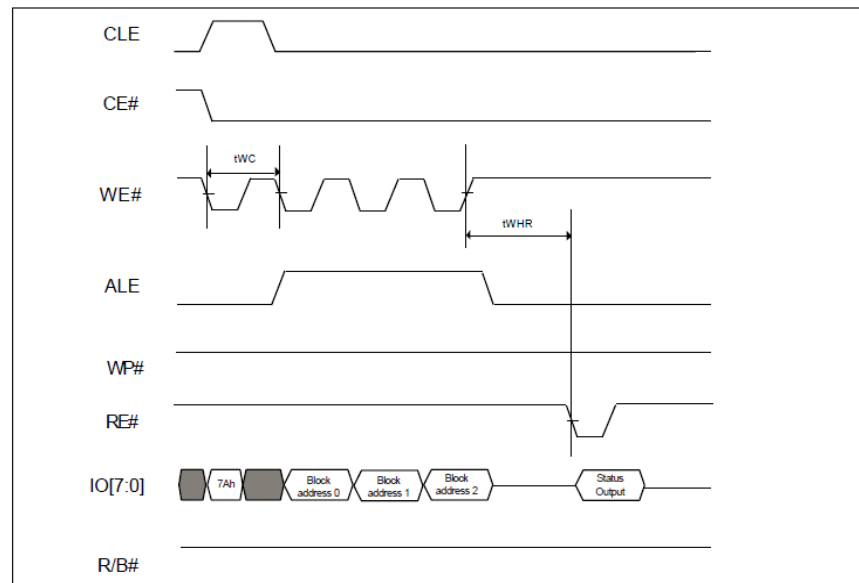 CLE
CE#
tWC
WE#
tWHR
ALE
WP#
RE#
IO[7:0]
7Ah
Block
address 0
Block
address 1
Block
address 2
Status
Output
R/B#